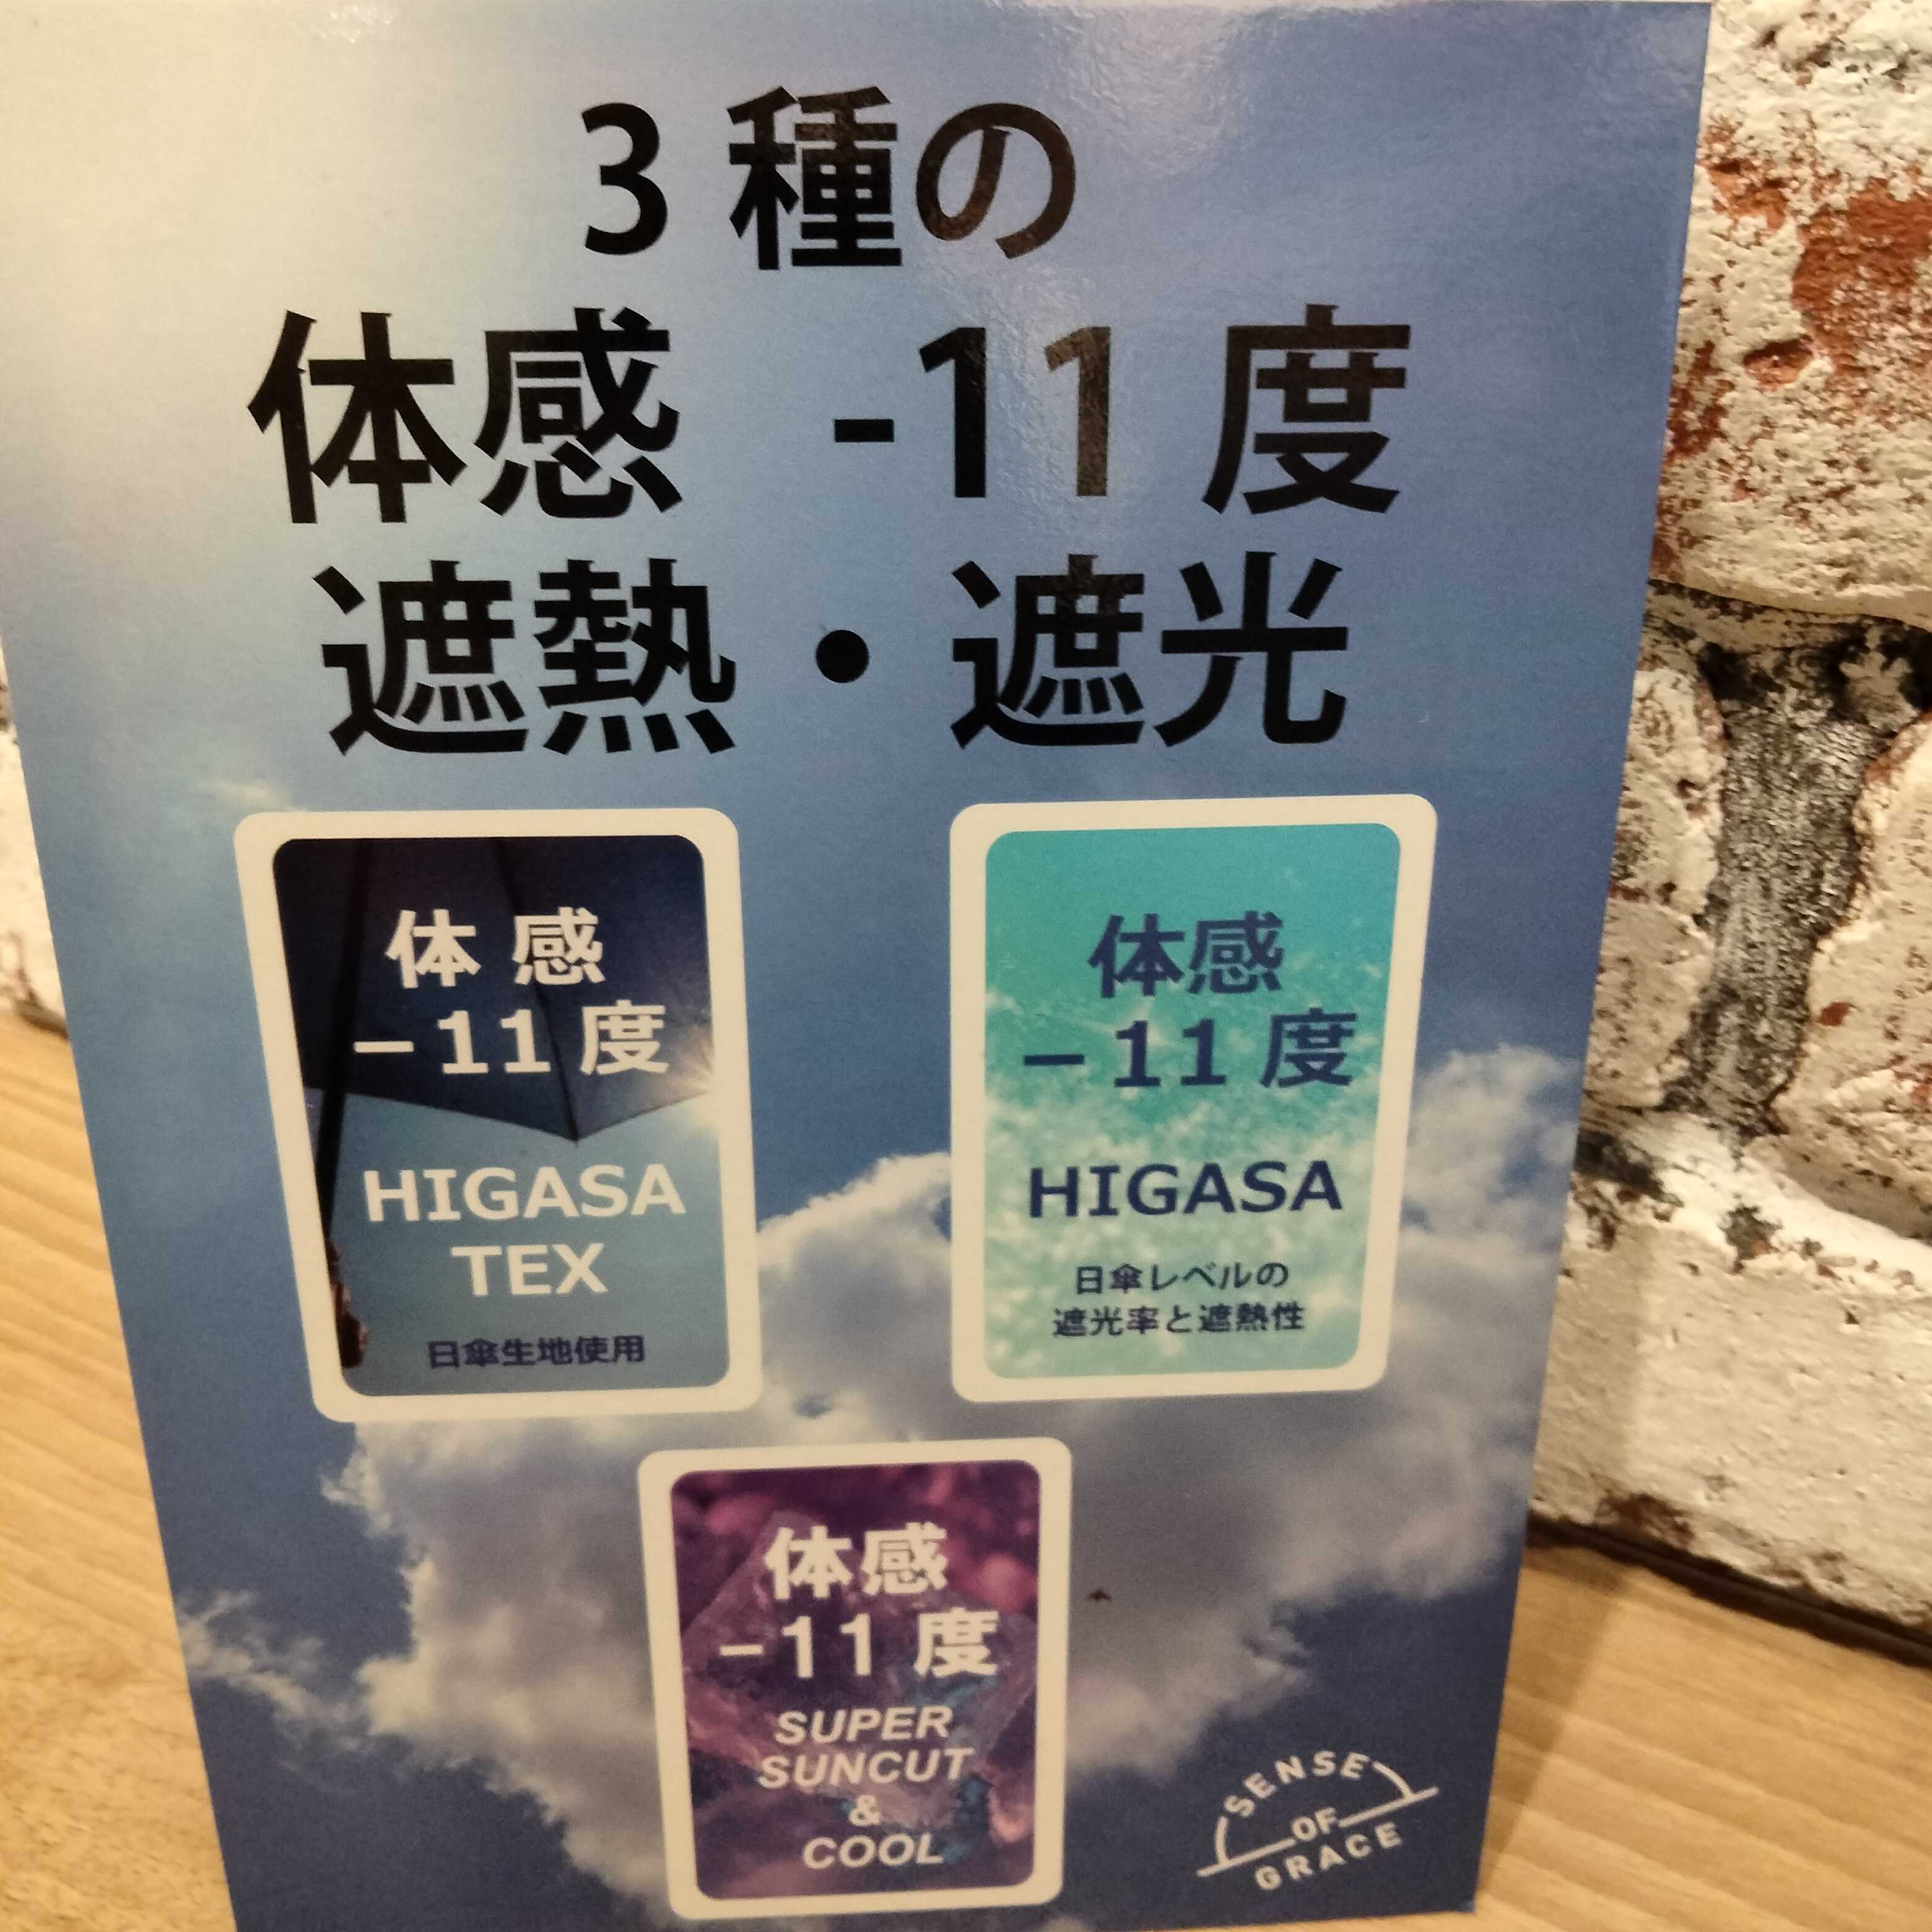 3種の
体感 -11度
遮熱・遮光
体感
-11度
HIGASA
TEX
日傘生地使用
体感
-11度
HIGASA
日傘レベルの
遮光率と遮熱性
体感
-11度
SUPER
SUNCUT
&
COOL
SENSE
OF
GRACE